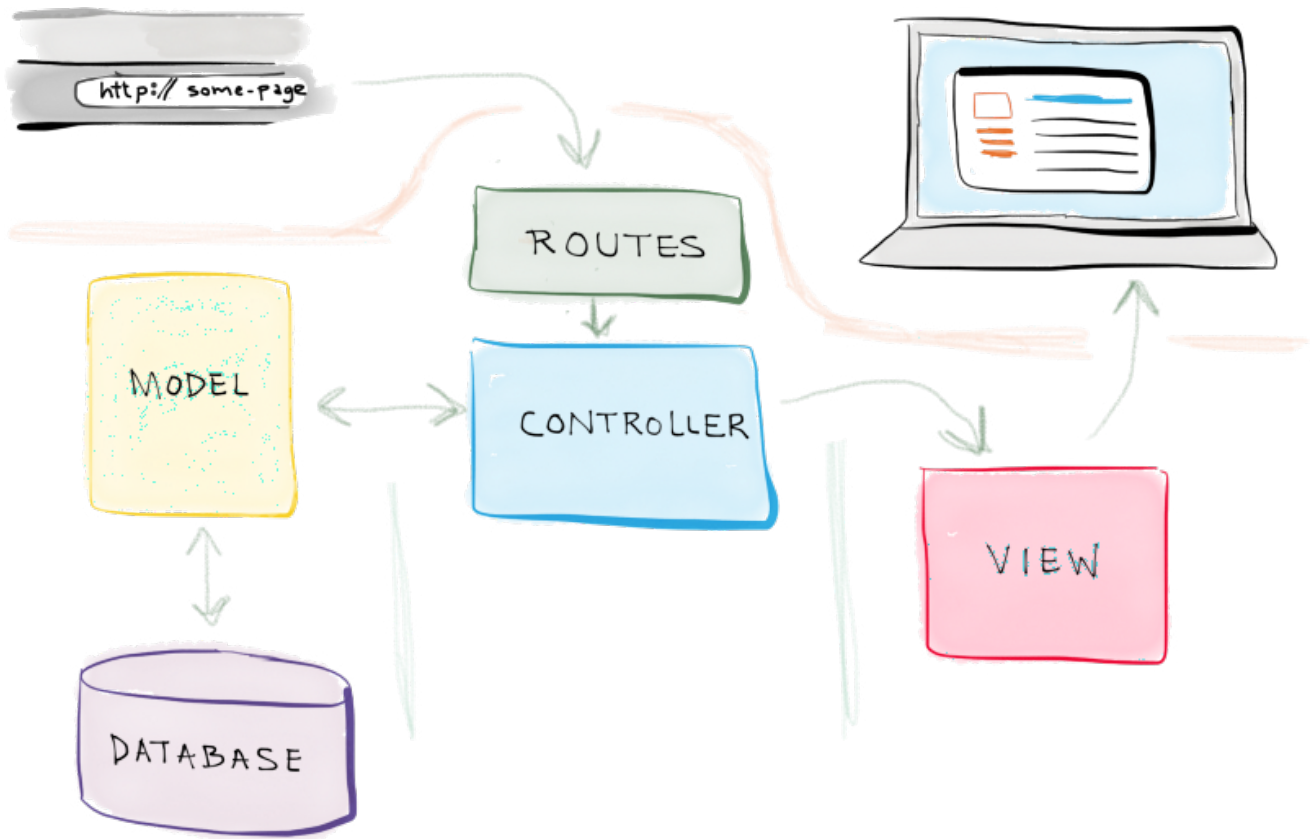 http:// some-page
ROUTES
MODEL
CONTROLLER
VIEW
DATABASE